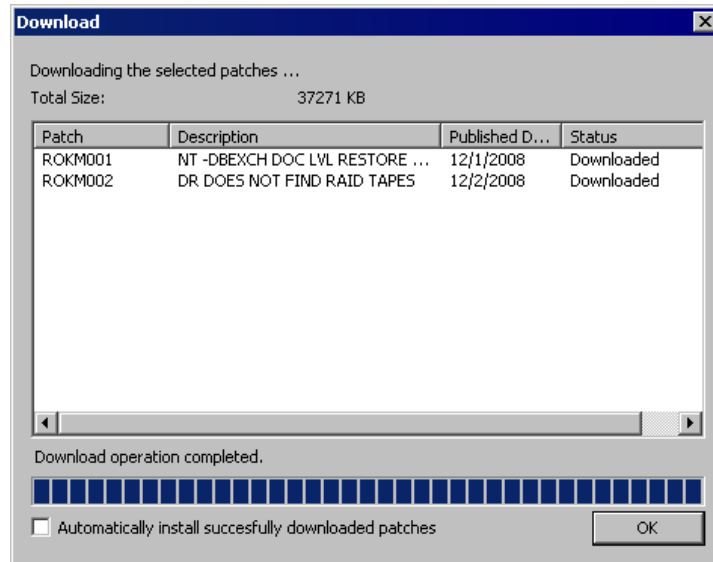 Download
Downloading the selected patches ...
Total Size: 37271 KB
Patch Description Published D... Status
ROKM001 NT -DBEXCH DOC LVL RESTORE ... 12/1/2008 Downloaded
ROKM002 DR DOES NOT FIND RAID TAPES 12/2/2008 Downloaded
Download operation completed.
Automatically install succesfully downloaded patches
OK